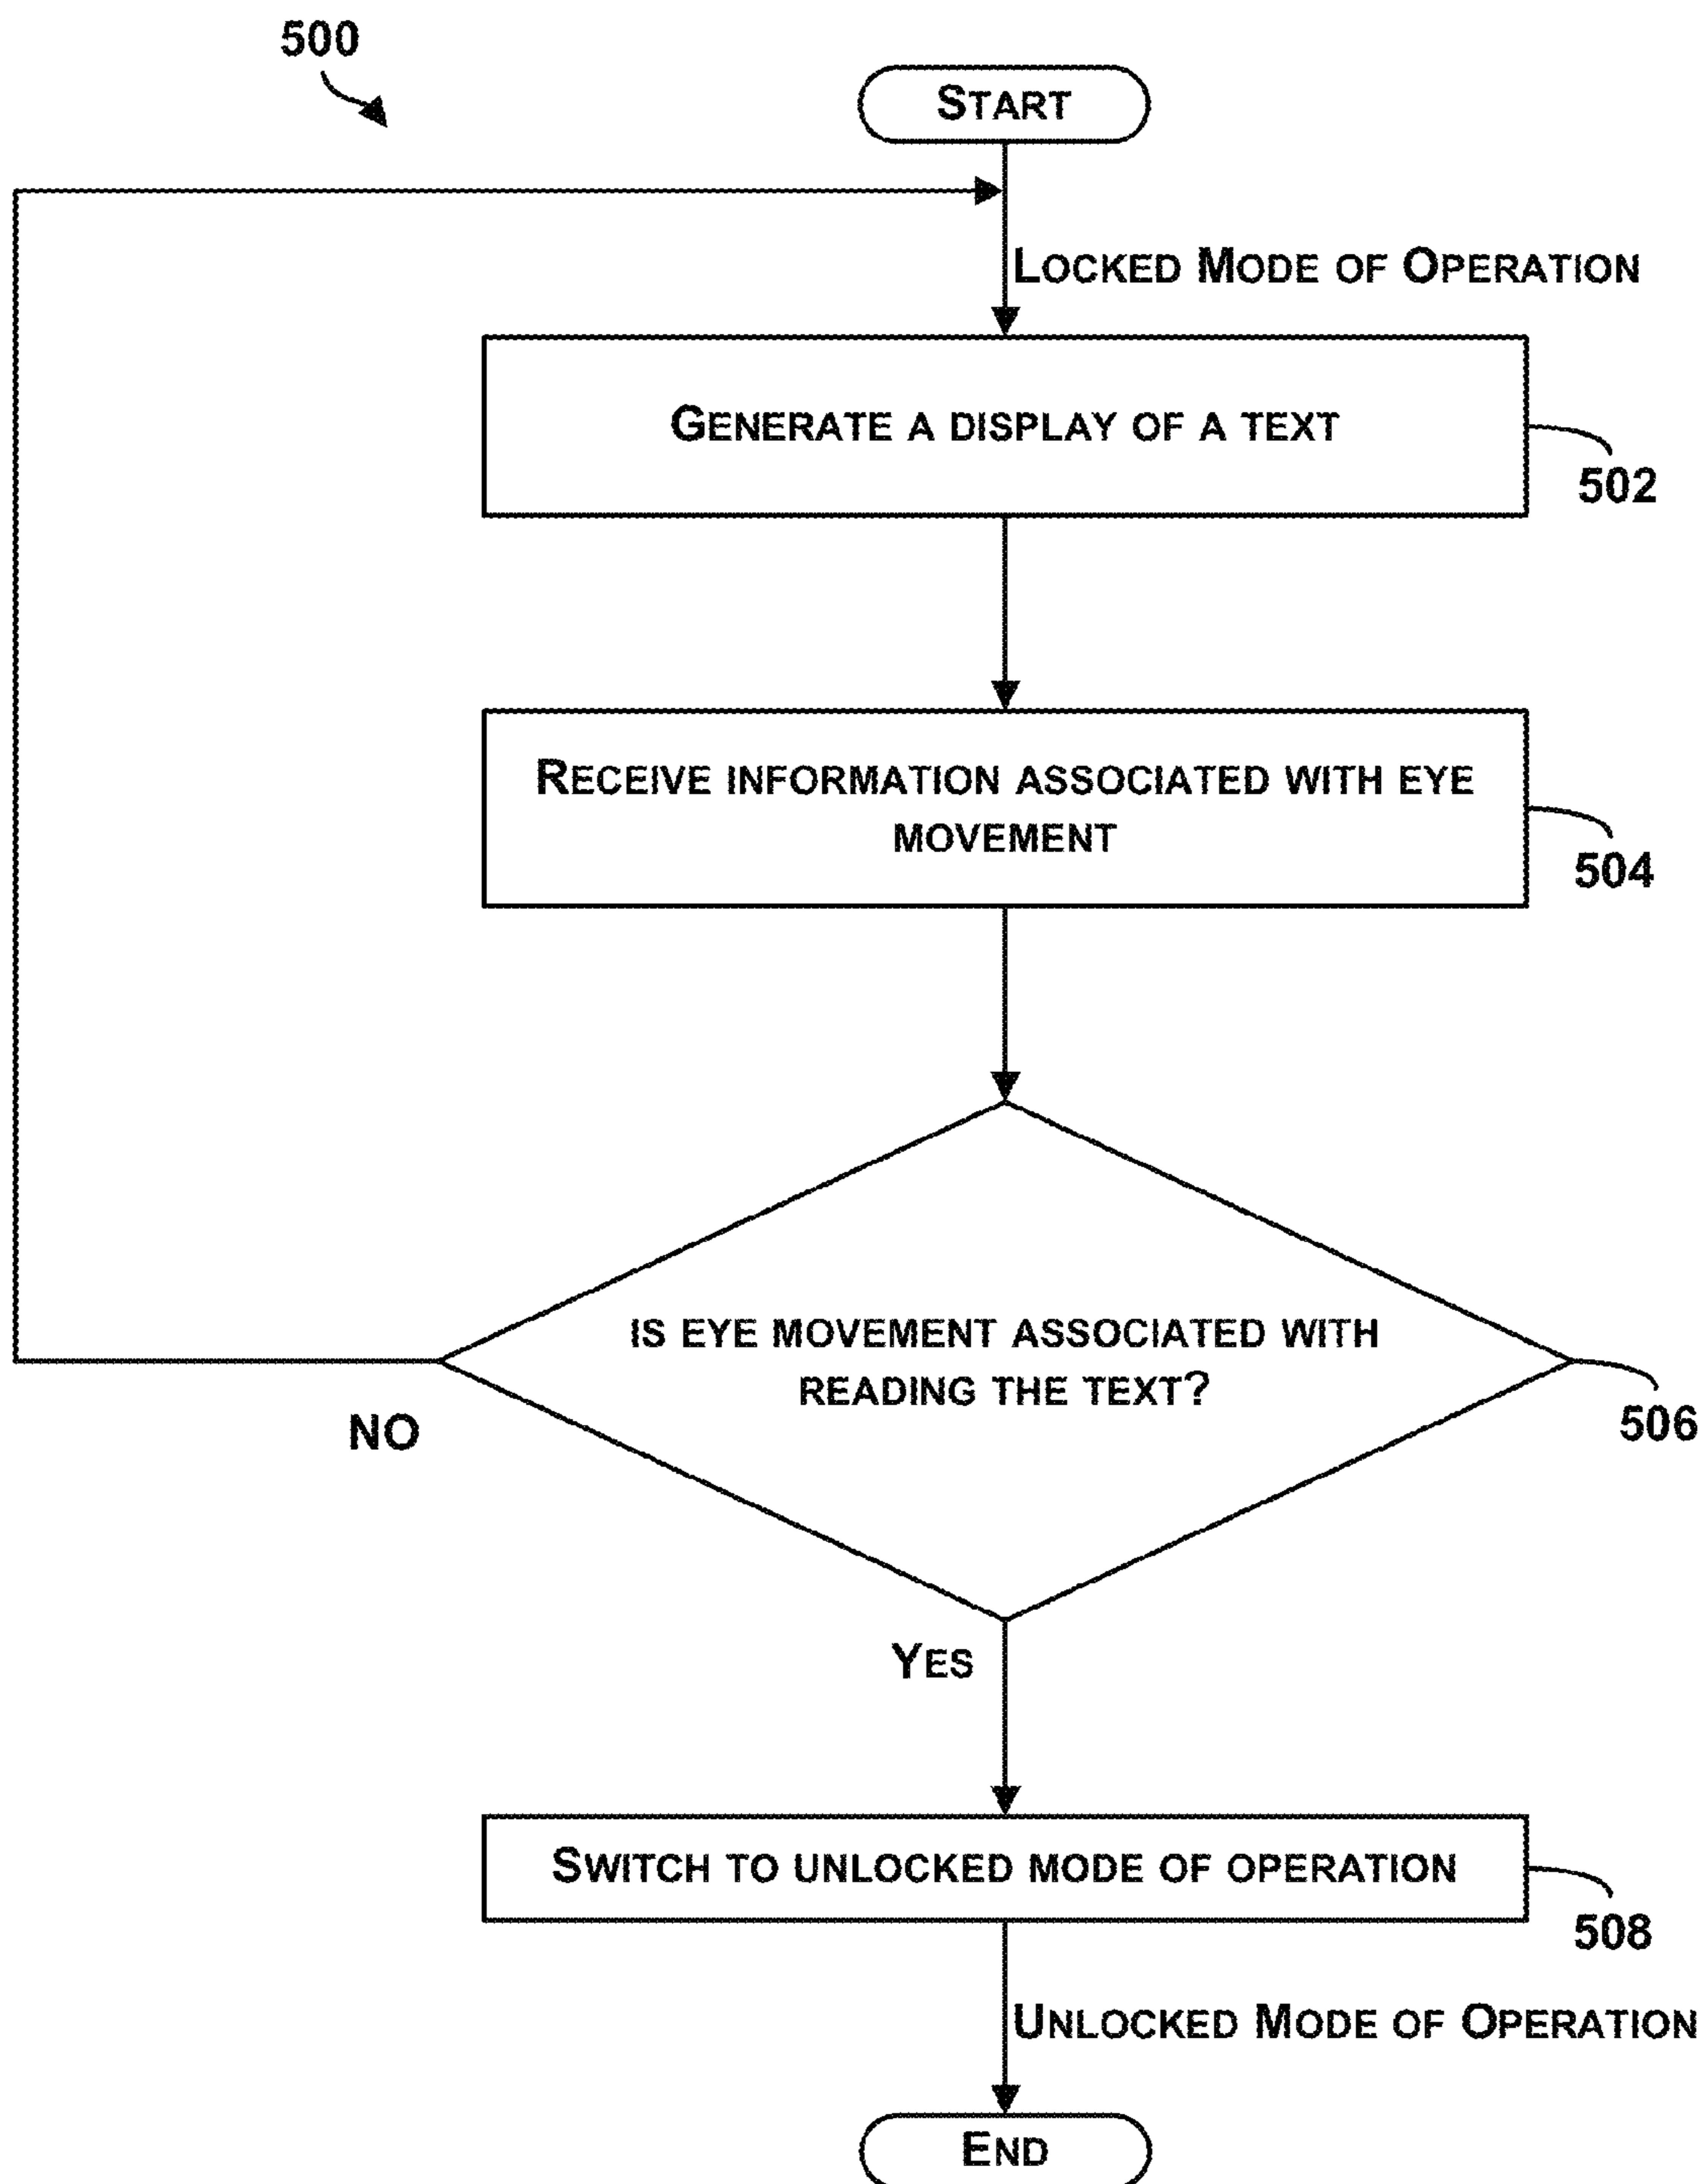 500
START
LOCKED MODE OF OPERATION
GENERATE A DISPLAY OF A TEXT
502
RECEIVE INFORMATION ASSOCIATED WITH EYE
MOVEMENT
504
IS EYE MOVEMENT ASSOCIATED WITH
READING THE TEXT?
506
NO
YES
SWITCH TO UNLOCKED MODE OF OPERATION
508
UNLOCKED MODE OF OPERATION
END